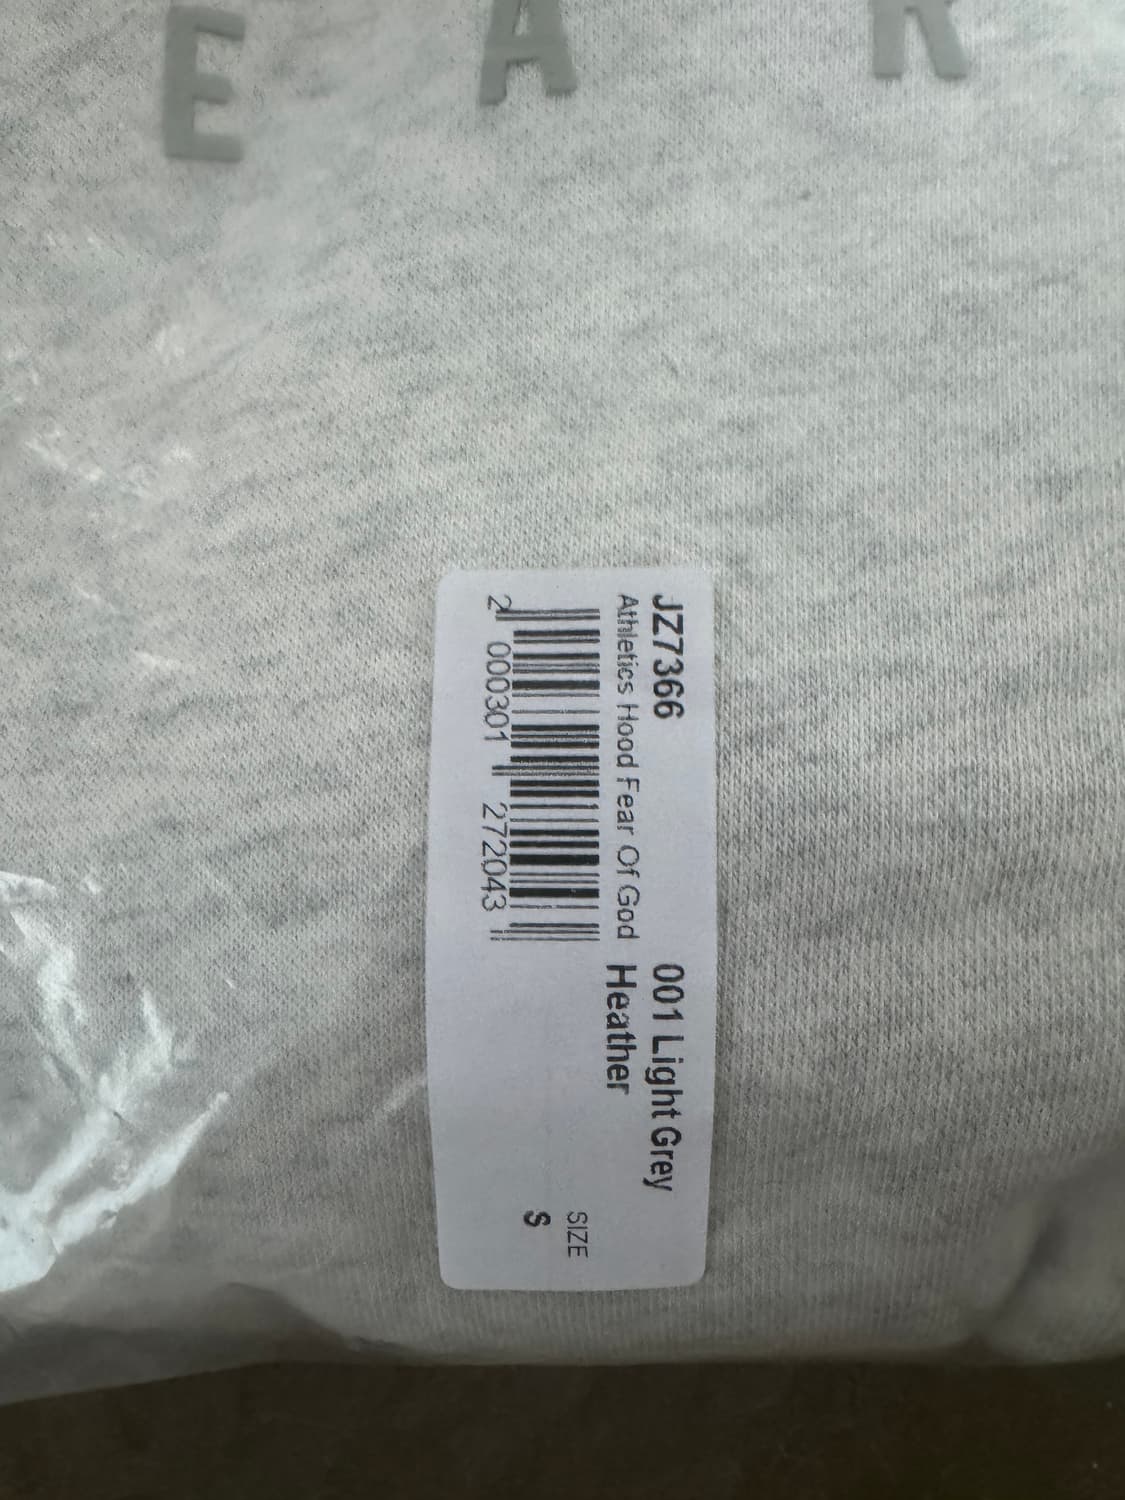 E A R
JZ7366
Athletics Hood Fear Of God
001 Light Grey
Heather
2 000301 272043
SIZE
S